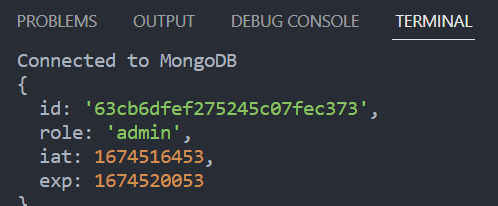 PROBLEMS OUTPUT DEBUG CONSOLE TERMINAL
Connected to MongoDB
{
id: '63cb6dfef275245c07fec373',
role: 'admin',
iat: 1674516453,
exp: 1674520053
}